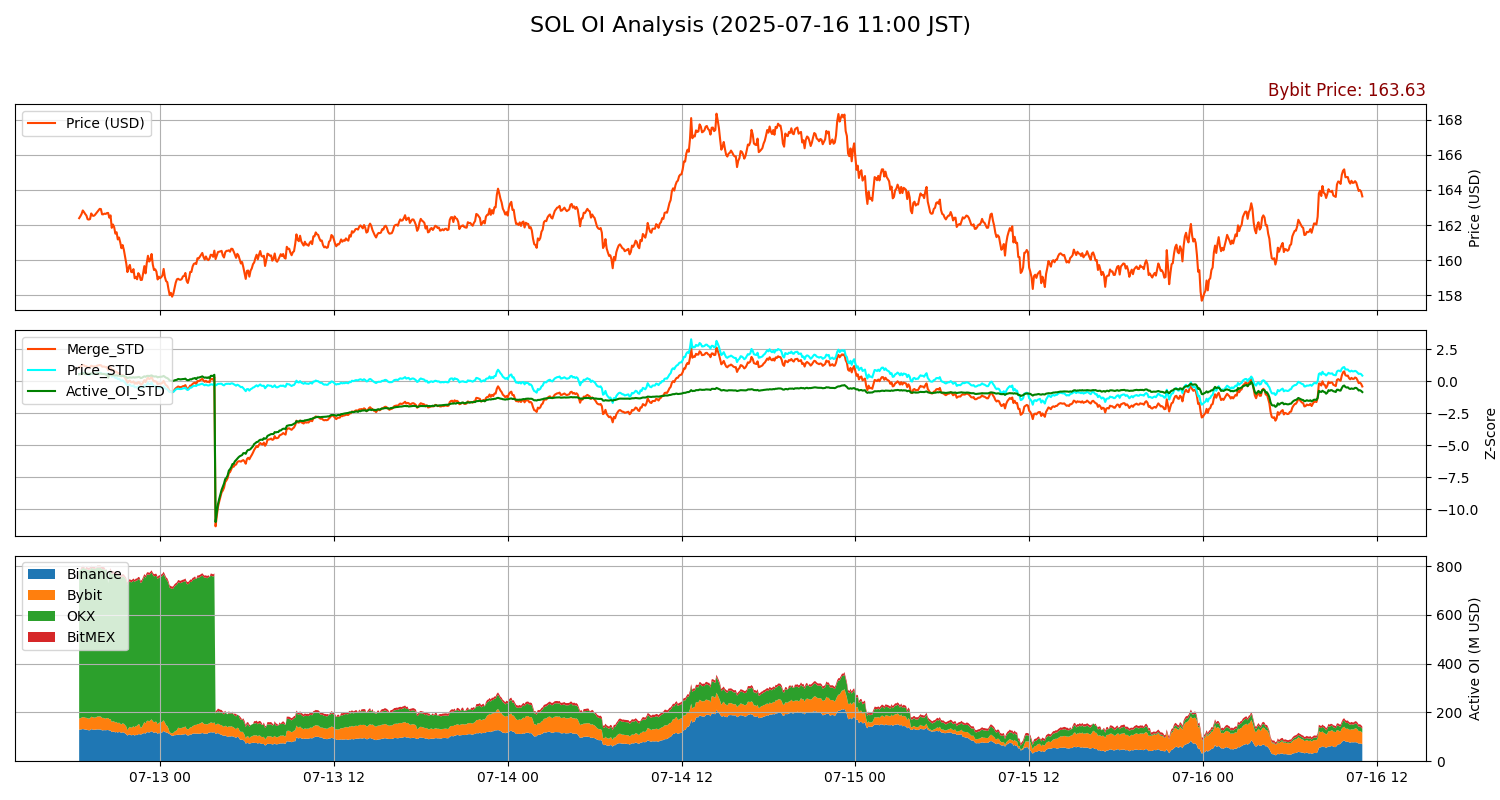 SOL OI Analysis (2025-07-16 11:00 JST)
Bybit Price: 163.63
Price (USD)
168
166
164
162
160
158
Price (USD)
Merge_STD
Price_STD
Active_OI_STD
2.5
0.0
−2.5
−5.0
−7.5
−10.0
Z-Score
Binance
Bybit
OKX
BitMEX
800
600
400
200
0
Active OI (M USD)
07-13 00
07-13 12
07-14 00
07-14 12
07-15 00
07-15 12
07-16 00
07-16 12